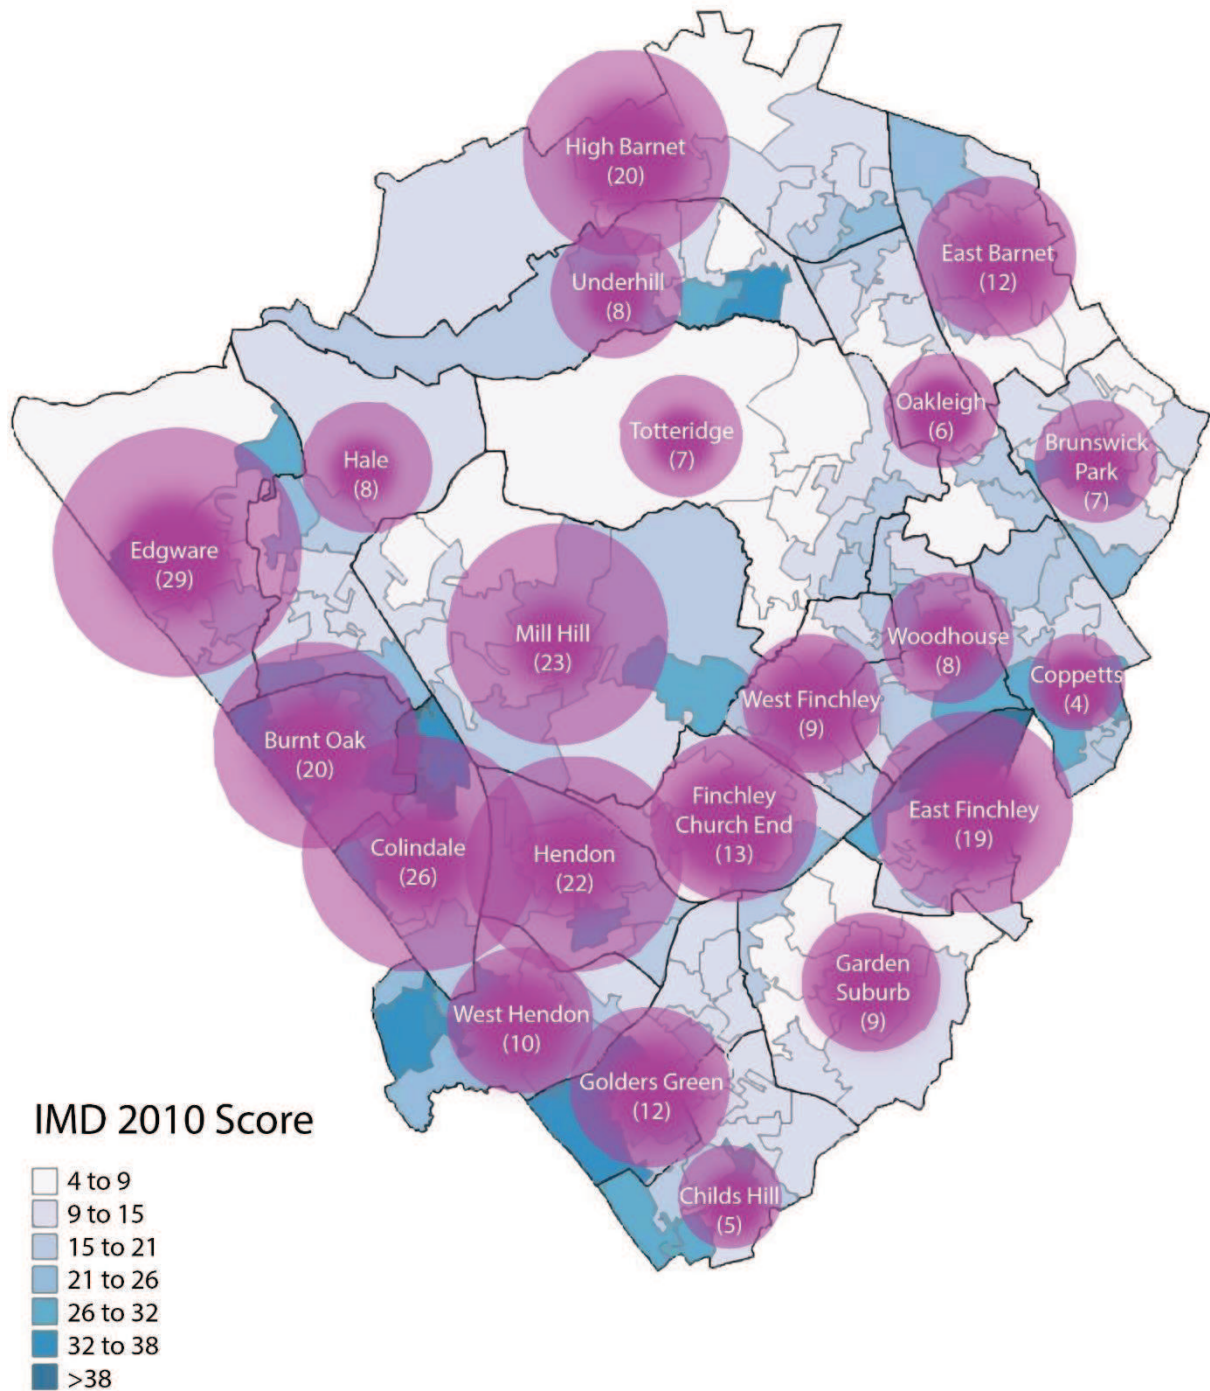 High Barnet
(20)
East Barnet
(12)
Underhill
(8)
Oakleigh
(6)
Totteridge
(7)
Brunswick
Park
(7)
Hale
(8)
Edgware
(29)
Mill Hill
(23)
Woodhouse
(8)
Coppetts
(4)
West Finchley
(9)
Burnt Oak
(20)
Finchley
Church End
(13)
East Finchley
(19)
Colindale
(26)
Hendon
(22)
Garden
Suburb
(9)
West Hendon
(10)
Golders Green
(12)
Childs Hill
(5)
IMD 2010 Score
4 to 9
9 to 15
15 to 21
21 to 26
26 to 32
32 to 38
>38